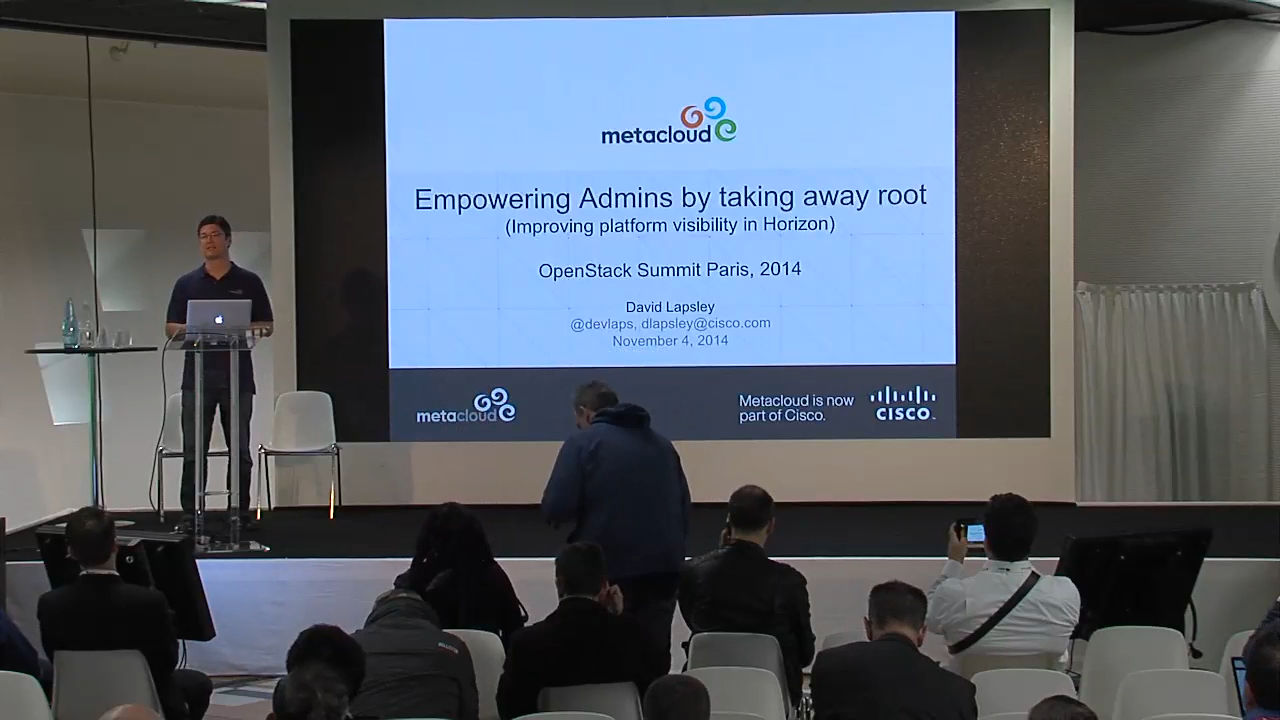 metacloud
Empowering Admins by taking away root
(Improving platform visibility in Horizon)
OpenStack Summit Paris, 2014
David Lapsley
@devlaps, dlapsley@cisco.com
November 4, 2014
metacloud
Metacloud is now
part of Cisco.
CISCO